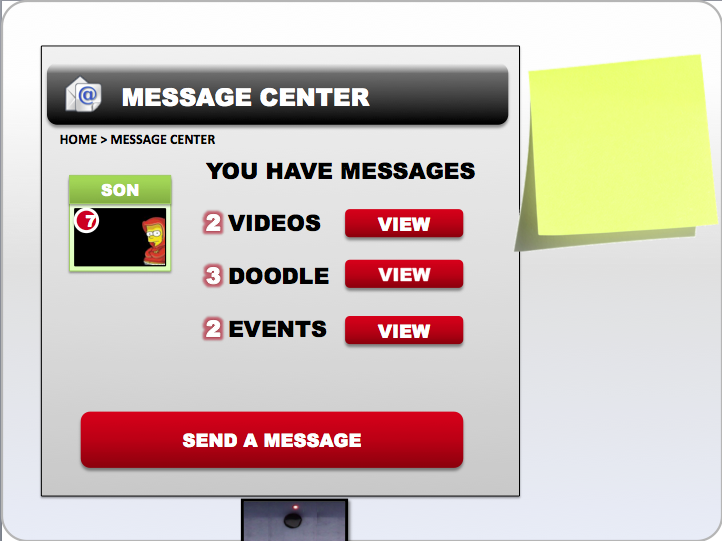 @ MESSAGE CENTER
HOME > MESSAGE CENTER
YOU HAVE MESSAGES
SON
7
2 VIDEOS VIEW
3 DOODLE VIEW
2 EVENTS VIEW
SEND A MESSAGE